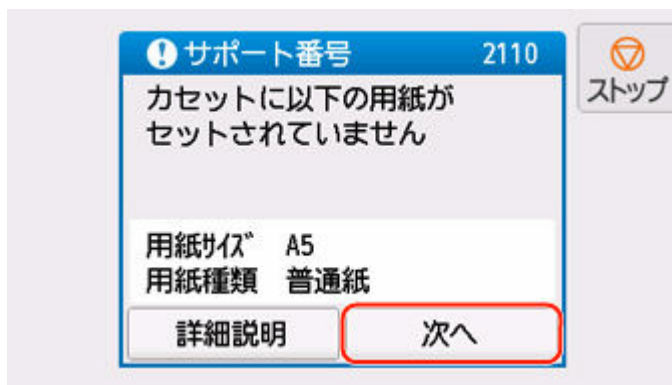 サポート番号 2110
ストップ
カセットに以下の用紙が
セットされていません
用紙ｻｲｽﾞ A5
用紙種類 普通紙
詳細説明 次へ